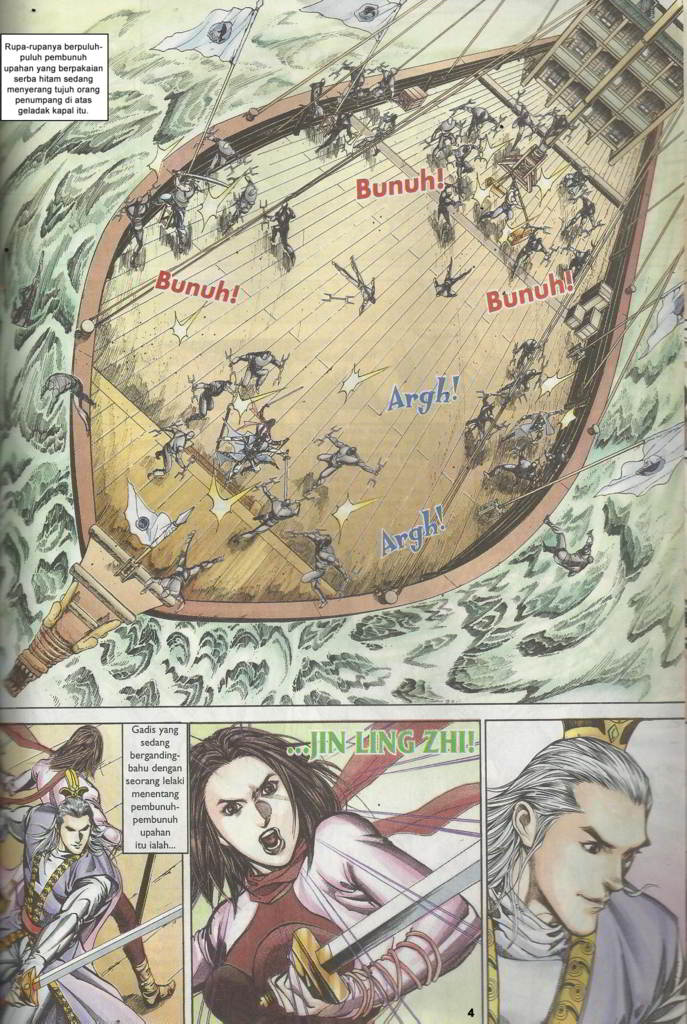 Rupa-rupanya berpuluh-
puluh pembunuh
upahan yang berpakaian
serba hitam sedang
menyerang tujuh orang
penumpang di atas
geladak kapal itu.
Bunuh!
Bunuh!
Bunuh!
Argh!
Argh!
Gadis yang
sedang
berganding-
bahu dengan
seorang lelaki
menentang
pembunuh-
pembunuh
upahan
itu ialah...
...JIN LING ZHI!
4